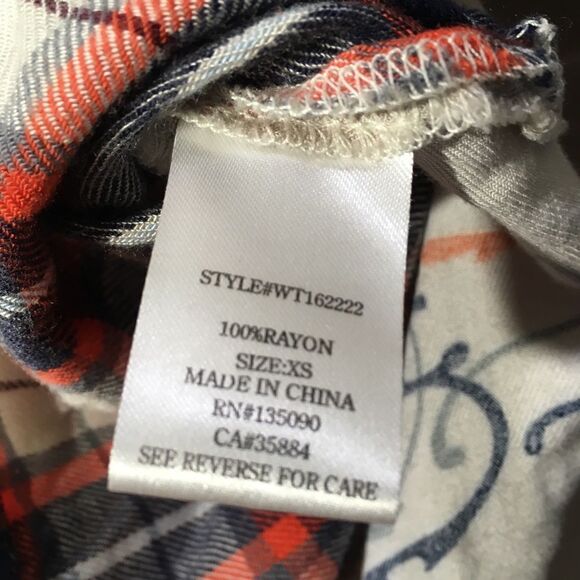 STYLE#WT162222
100%RAYON
SIZE:XS
MADE IN CHINA
RN#135090
CA#35884
SEE REVERSE FOR CARE